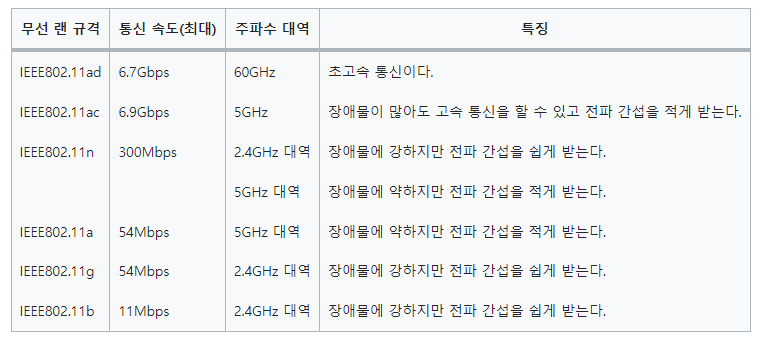 무선 랜 규격 통신 속도(최대) 주파수 대역 특징
IEEE802.11ad 6.7Gbps 60GHz 초고속 통신이다.
IEEE802.11ac 6.9Gbps 5GHz 장애물이 많아도 고속 통신을 할 수 있고 전파 간섭을 적게 받는다.
IEEE802.11n 300Mbps 2.4GHz 대역 장애물에 강하지만 전파 간섭을 쉽게 받는다.
5GHz 대역 장애물에 약하지만 전파 간섭을 적게 받는다.
IEEE802.11a 54Mbps 5GHz 대역 장애물에 약하지만 전파 간섭을 적게 받는다.
IEEE802.11g 54Mbps 2.4GHz 대역 장애물에 강하지만 전파 간섭을 쉽게 받는다.
IEEE802.11b 11Mbps 2.4GHz 대역 장애물에 강하지만 전파 간섭을 쉽게 받는다.